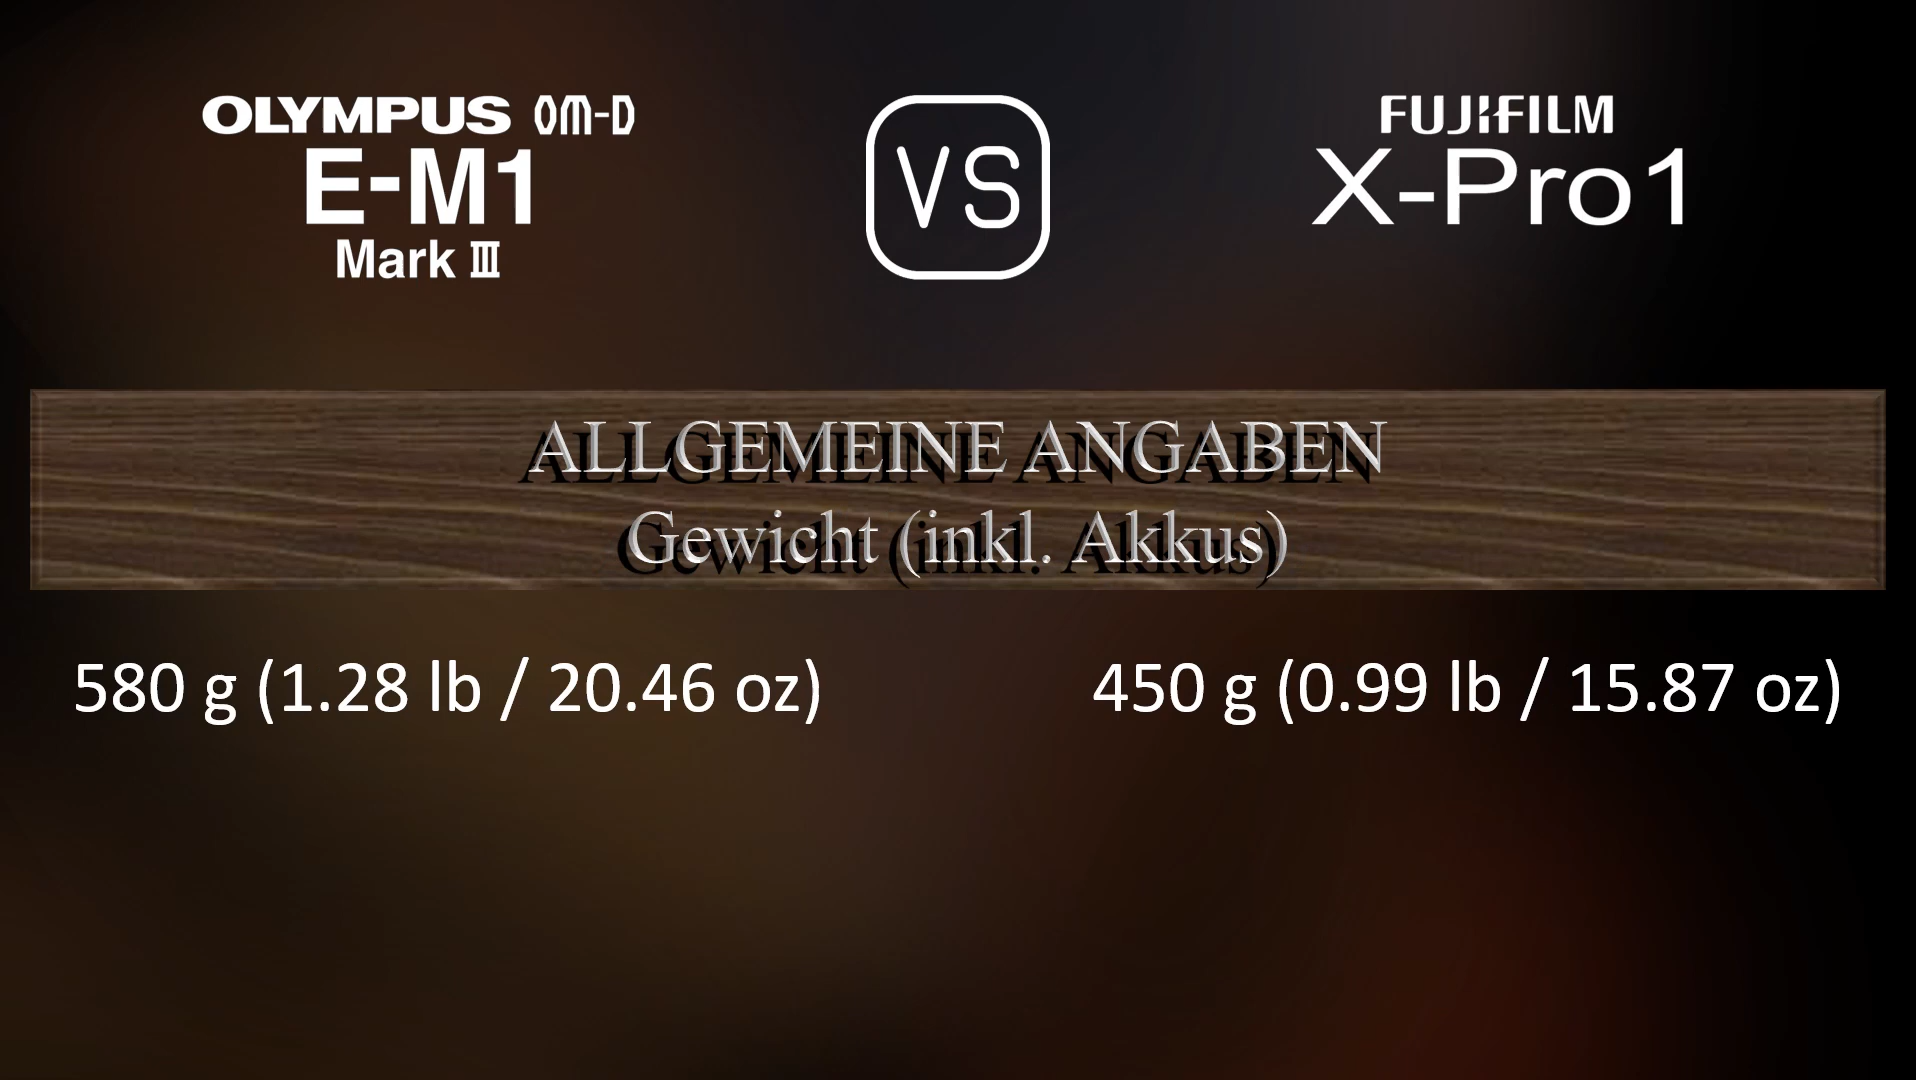 OLYMPUS OM-D
E-M1
Mark III
VS
FUJIFILM
X-Pro1
ALLGEMEINE ANGABEN
Gewicht (inkl. Akkus)
580 g (1.28 lb / 20.46 oz)
450 g (0.99 lb / 15.87 oz)